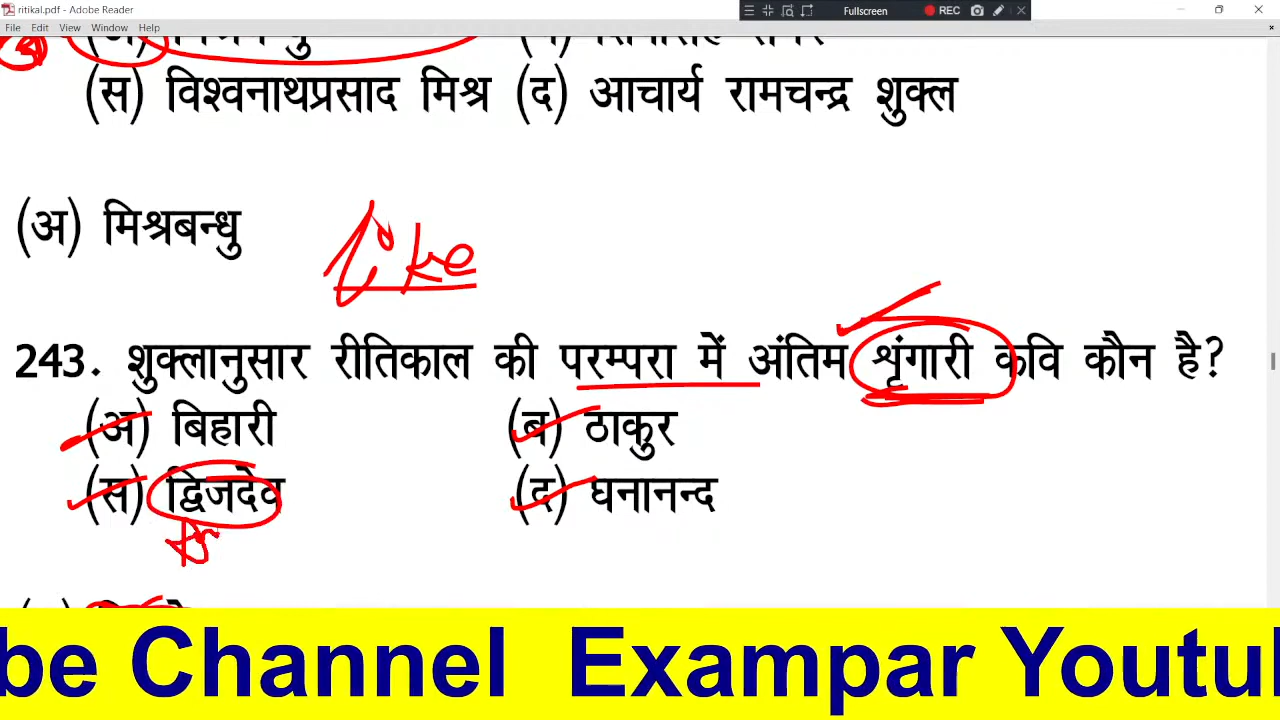 ritikal.pdf - Adobe Reader
Fullscreen REC
File Edit View Window Help
(स) विश्वनाथप्रसाद मिश्र (द) आचार्य रामचन्द्र शुक्ल
(अ) मिश्रबन्धु
like
243. शुक्लानुसार रीतिकाल की परम्परा में अंतिम शृंगारी कवि कौन है?
(अ) बिहारी (ब) ठाकुर
(स) द्विजदेव (द) घनानन्द
be Channel Exampar Youtu